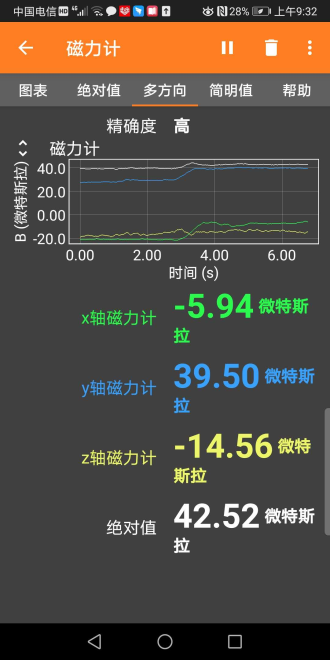 中国电信 HD 4G 28% 上午9:32
磁力计
图表 绝对值 多方向 简明值 帮助
精确度 高
磁力计
B (微特斯拉)
40.0
20.0
0.00
-20.0
0.00 2.00 4.00 6.00
时间 (s)
x轴磁力计 -5.94 微特斯
拉
y轴磁力计 39.50 微特斯
拉
z轴磁力计 -14.56 微特
斯拉
绝对值 42.52 微特斯
拉